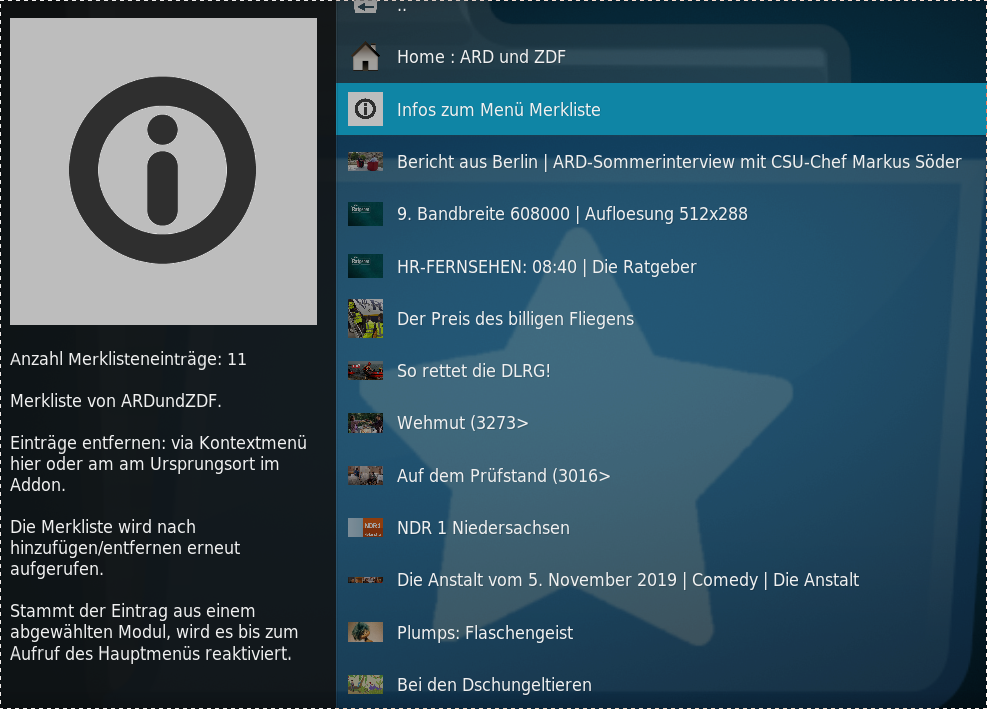 Anzahl Merklisteneinträge: 11
Merkliste von ARDundZDF.
Einträge entfernen: via Kontextmenü
hier oder am am Ursprungsort im
Addon.
Die Merkliste wird nach
hinzufügen/entfernen erneut
aufgerufen.
Stammt der Eintrag aus einem
abgewählten Modul, wird es bis zum
Aufruf des Hauptmenüs reaktiviert.
..
Home : ARD und ZDF
Infos zum Menü Merkliste
Bericht aus Berlin | ARD-Sommerinterview mit CSU-Chef Markus Söder
9. Bandbreite 608000 | Aufloesung 512x288
HR-FERNSEHEN: 08:40 | Die Ratgeber
Der Preis des billigen Fliegens
So rettet die DLRG!
Wehmut (3273>
Auf dem Prüfstand (3016>
NDR 1 Niedersachsen
Die Anstalt vom 5. November 2019 | Comedy | Die Anstalt
Plumps: Flaschengeist
Bei den Dschungeltieren